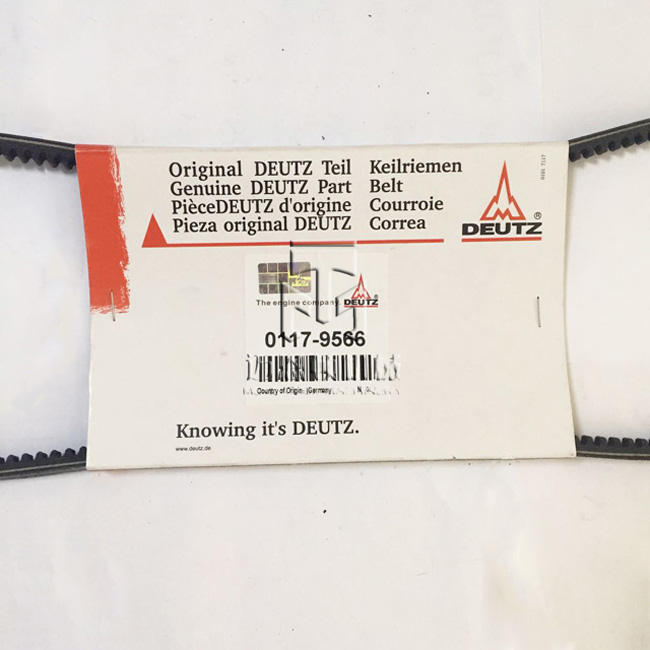 Original DEUTZ Teil Keilriemen
Genuine DEUTZ Part Belt
PièceDEUTZ d'origine Courroie
Pieza original DEUTZ Correa
DEUTZ®
The engine company. DEUTZ®
0117-9566
Country of Origin: Germany
Knowing it's DEUTZ.
www.deutz.de